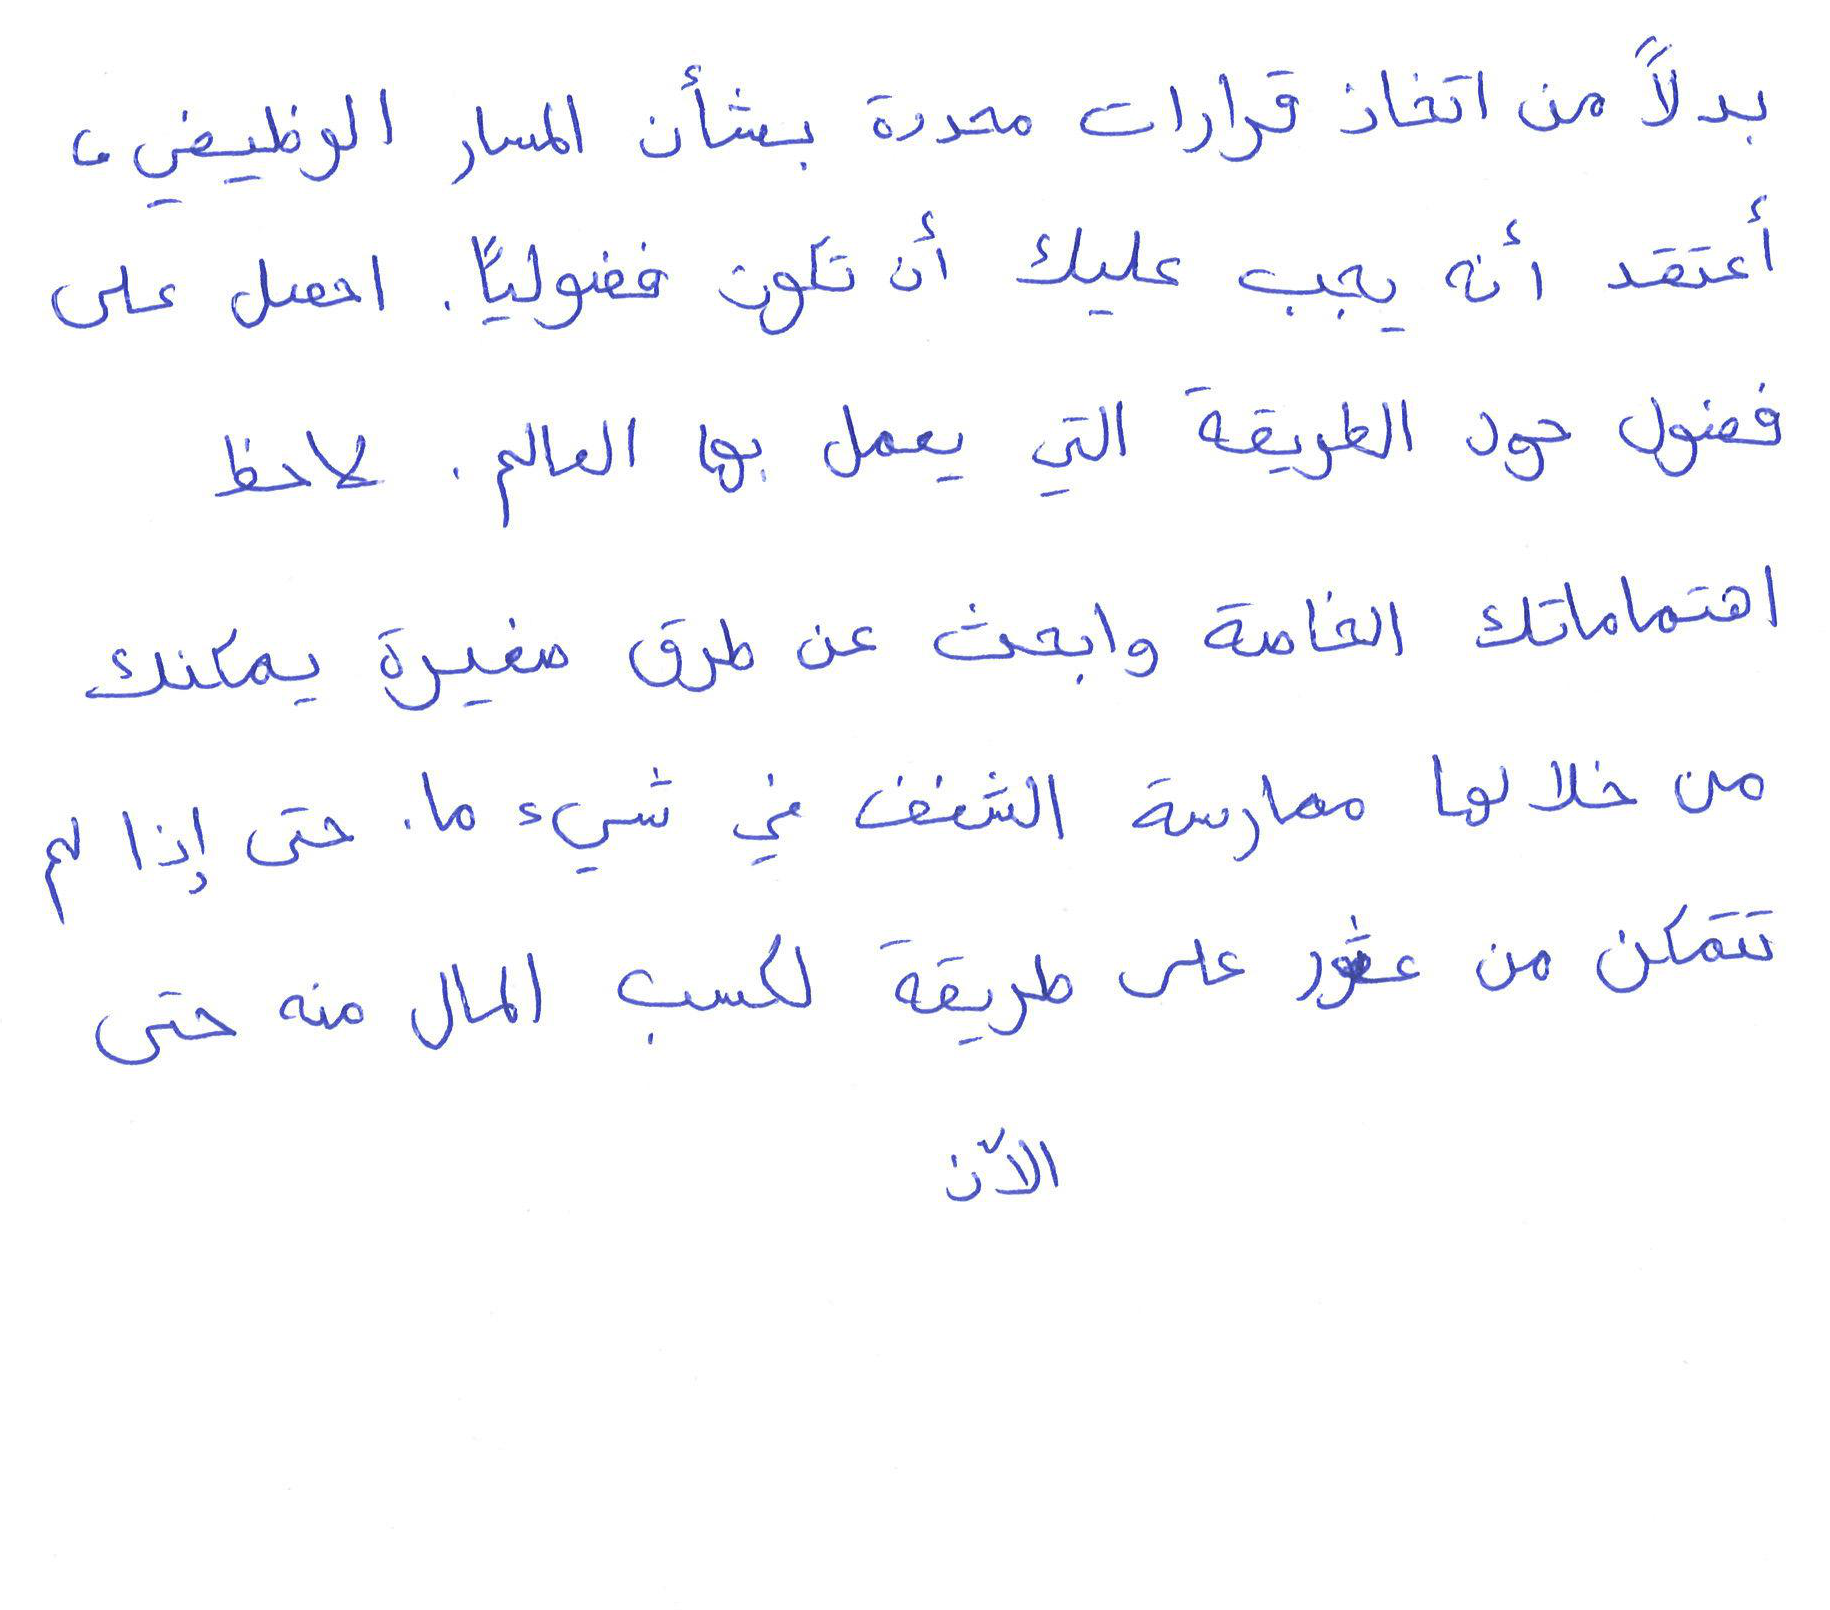 بدلاً من اتخاذ قرارات محددة بشأن المسار الوظيفي،
أعتقد أنه يجب عليك أن تكون فضولياً. احصل على
فضول حول الطريقة التي يعمل بها العالم. لاحظ
اهتماماتك الخاصة وابحث عن طرق صغيرة يمكنك
من خلالها ممارسة الشغف في شيء ما. حتى إذا لم
تتمكن من عثور على طريقة لكسب المال منه حتى
الآن